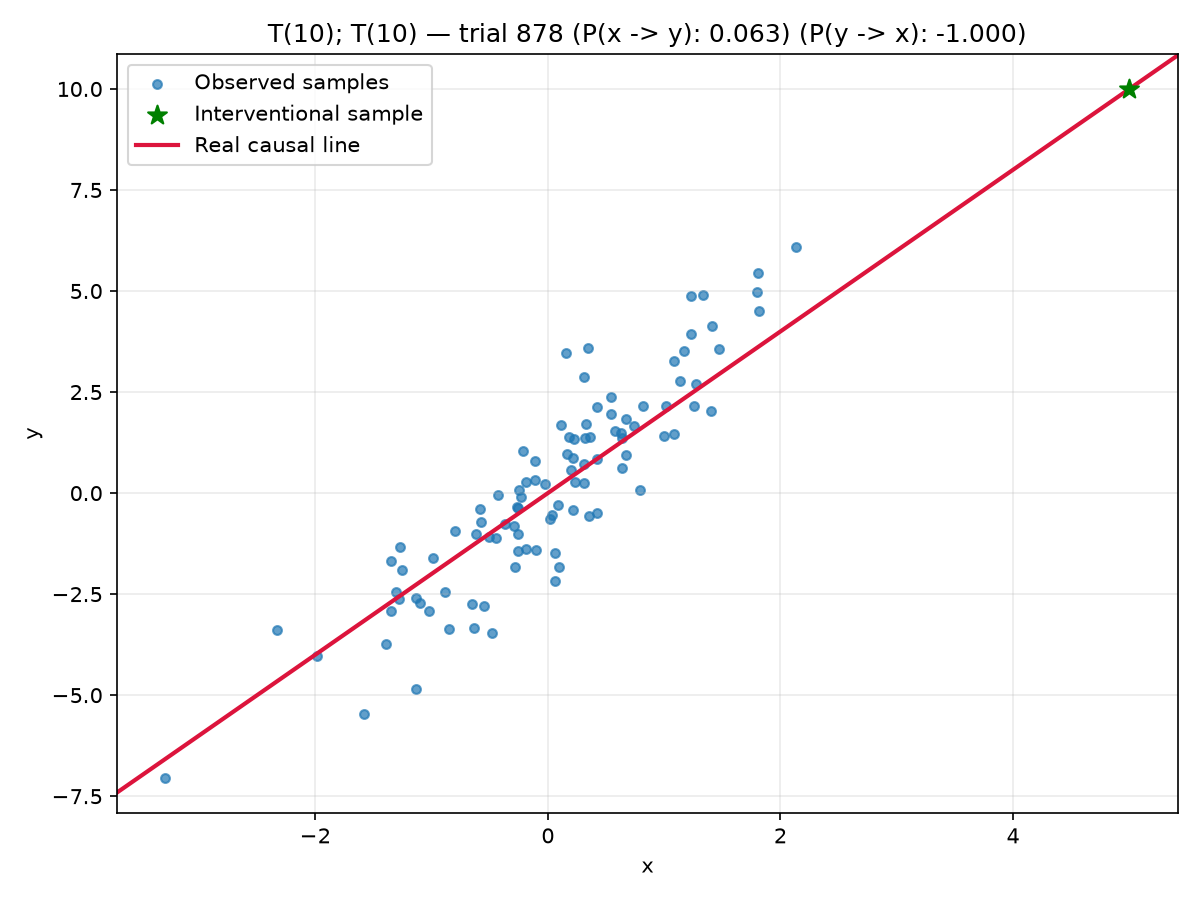 T(10); T(10) — trial 878 (P(x -> y): 0.063) (P(y -> x): -1.000)
Observed samples
Interventional sample
Real causal line
10.0
7.5
5.0
2.5
0.0
−2.5
−5.0
−7.5
y
−2
0
2
4
x